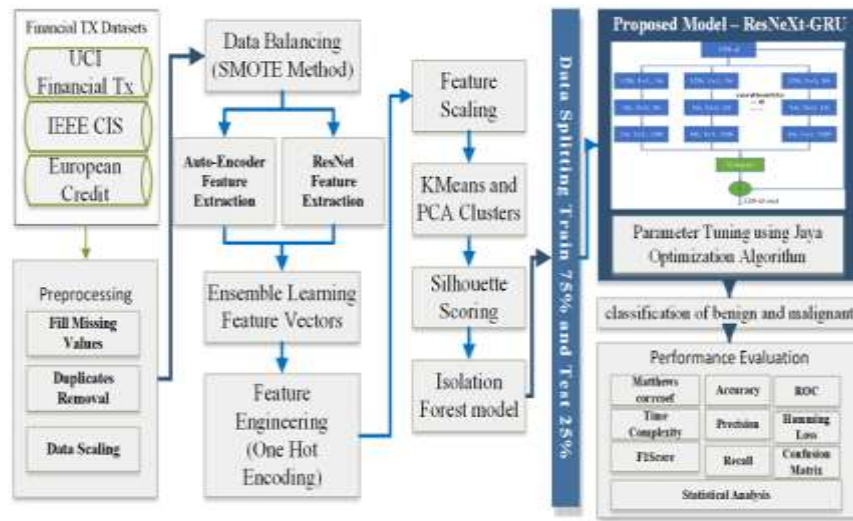 Financial TX Datasets
UCI
Financial Tx
IEEE CIS
European
Credit
Preprocessing
Fill Missing
Values
Duplicates
Removal
Data Scaling
Data Balancing
(SMOTE Method)
Auto-Encoder
Feature
Extraction
ResNet
Feature
Extraction
Ensemble Learning
Feature Vectors
Feature
Engineering
(One Hot
Encoding)
Feature
Scaling
KMeans and
PCA Clusters
Silhouette
Scoring
Isolation
Forest model
Data Splitting Train 75% and Test 25%
Proposed Model – ResNeXt-GRU
Parameter Tuning using Jaya
Optimization Algorithm
classification of benign and malignant
Performance Evaluation
Matthews
corrcoef
Accuracy
ROC
Time
Complexity
Precision
Hamming
Loss
F1Score
Recall
Confusion
Matrix
Statistical Analysis